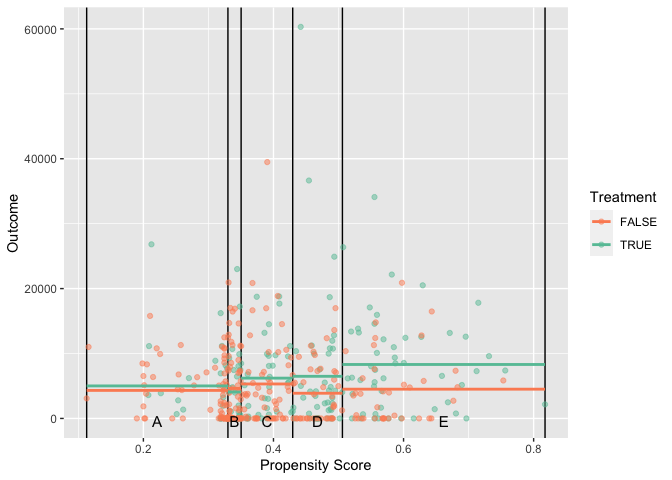 60000
40000
20000
0
Outcome
A
B
C
D
E
0.2
0.4
0.6
0.8
Propensity Score
Treatment
FALSE
TRUE